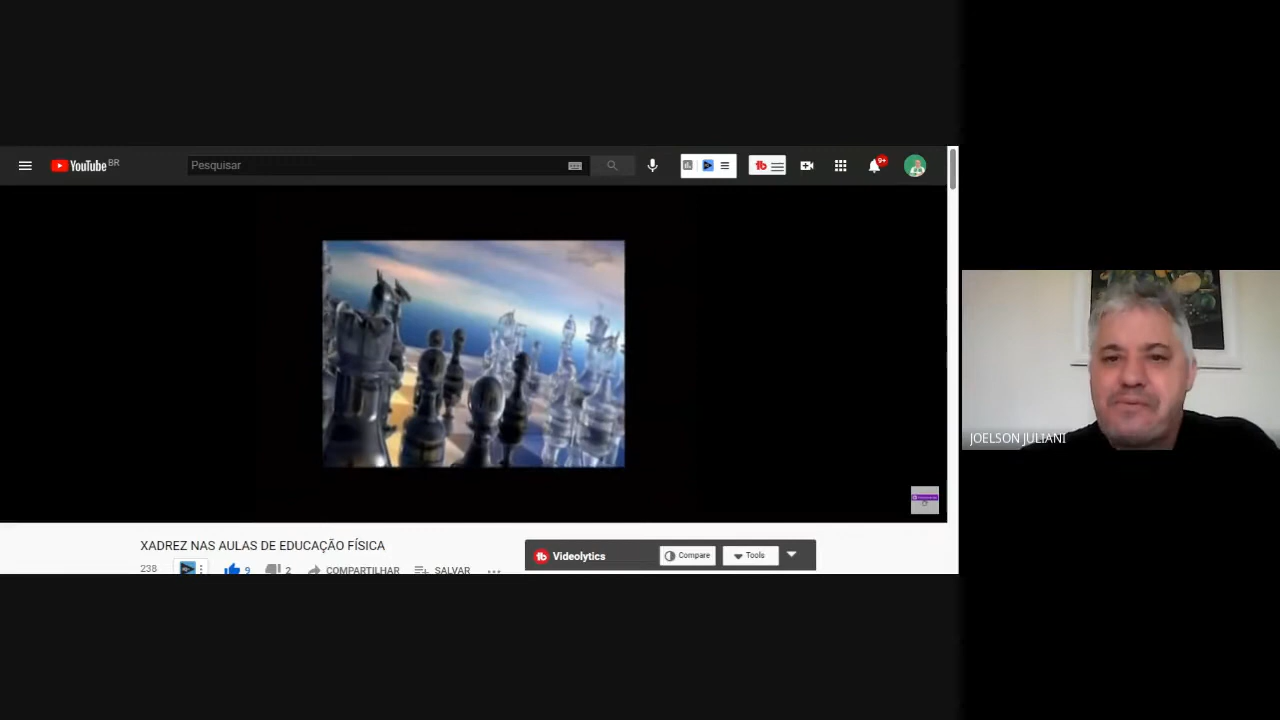 YouTube BR
Pesquisar
9+
XADREZ NAS AULAS DE EDUCAÇÃO FÍSICA
238
9
2
COMPARTILHAR
SALVAR
Videolytics
Compare
Tools
JOELSON JULIANI